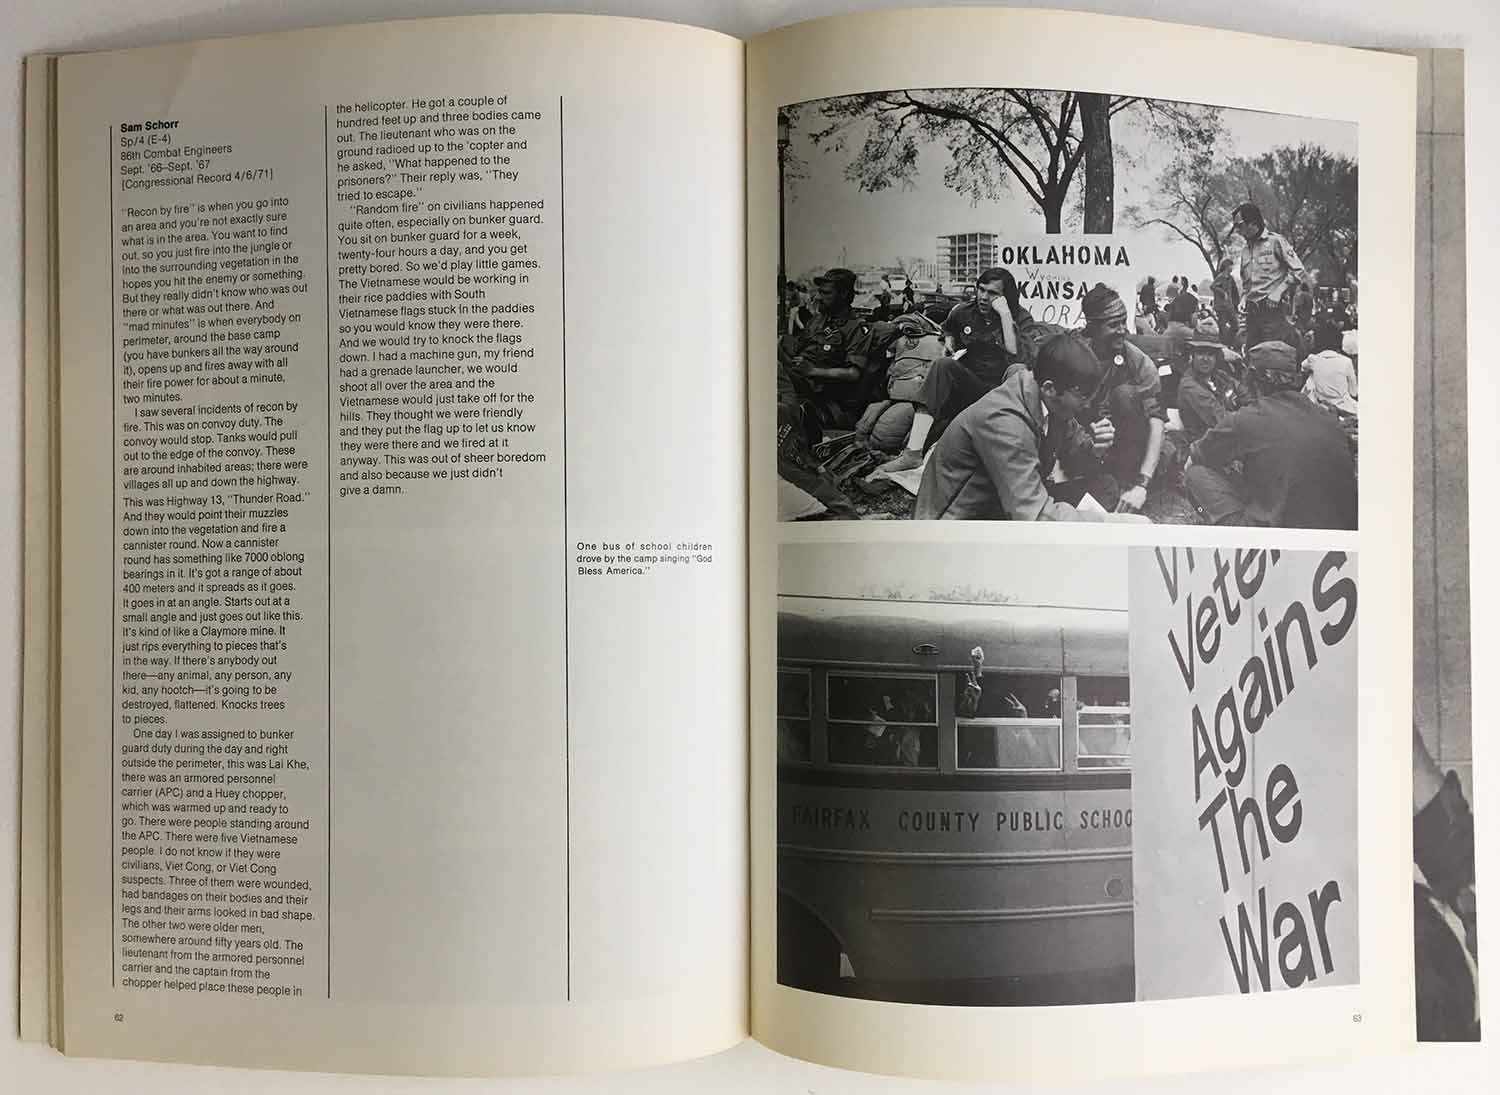 Sam Schorr
Sp/4 (E-4)
86th Combat Engineers
Sept. '66–Sept. '67
[Congressional Record 4/6/71]
"Recon by fire" is when you go into
an area and you're not exactly sure
what is in the area. You want to find
out, so you just fire into the jungle or
into the surrounding vegetation in the
hopes you hit the enemy or something.
But they really didn't know who was out
there or what was out there. And
"mad minutes" is when everybody on
perimeter, around the base camp
(you have bunkers all the way around
it), opens up and fires away with all
their fire power for about a minute,
two minutes.
I saw several incidents of recon by
fire. This was on convoy duty. The
convoy would stop. Tanks would pull
out to the edge of the convoy. These
are around inhabited areas; there were
villages all up and down the highway.
This was Highway 13, "Thunder Road."
And they would point their muzzles
down into the vegetation and fire a
cannister round. Now a cannister
round has something like 7000 oblong
bearings in it. It's got a range of about
400 meters and it spreads as it goes.
It goes in at an angle. Starts out at a
small angle and just goes out like this.
It's kind of like a Claymore mine. It
just rips everything to pieces that's
in the way. If there's anybody out
there—any animal, any person, any
kid, any hootch—it's going to be
destroyed, flattened. Knocks trees
to pieces.
One day I was assigned to bunker
guard duty during the day and right
outside the perimeter, this was Lai Khe,
there was an armored personnel
carrier (APC) and a Huey chopper,
which was warmed up and ready to
go. There were people standing around
the APC. There were five Vietnamese
people. I do not know if they were
civilians, Viet Cong, or Viet Cong
suspects. Three of them were wounded,
had bandages on their bodies and their
legs and their arms looked in bad shape.
The other two were older men,
somewhere around fifty years old. The
lieutenant from the armored personnel
carrier and the captain from the
chopper helped place these people in
62
the helicopter. He got a couple of
hundred feet up and three bodies came
out. The lieutenant who was on the
ground radioed up to the 'copter and
he asked, "What happened to the
prisoners?" Their reply was, "They
tried to escape."
"Random fire" on civilians happened
quite often, especially on bunker guard.
You sit on bunker guard for a week,
twenty-four hours a day, and you get
pretty bored. So we'd play little games.
The Vietnamese would be working in
their rice paddies with South
Vietnamese flags stuck in the paddies
so you would know they were there.
And we would try to knock the flags
down. I had a machine gun, my friend
had a grenade launcher, we would
shoot all over the area and the
Vietnamese would just take off for the
hills. They thought we were friendly
and they put the flag up to let us know
they were there and we fired at it
anyway. This was out of sheer boredom
and also because we just didn't
give a damn.
One bus of school children
drove by the camp singing "God
Bless America."
OKLAHOMA
WYOMING
KANSAS
FAIRFAX COUNTY PUBLIC SCHOO
Vete
Agains
The
War
63